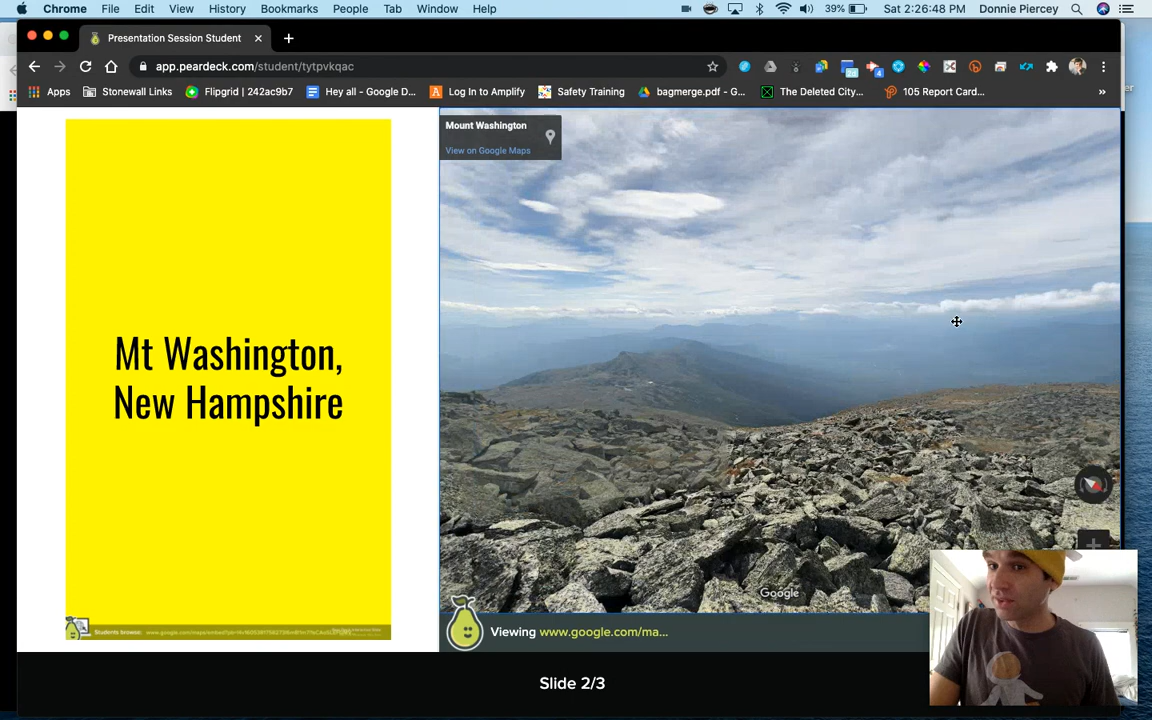 Chrome File Edit View History Bookmarks People Tab Window Help 39% Sat 2:26:48 PM Donnie Piercey
Presentation Session Student
app.peardeck.com/student/tytpvkqac
Apps Stonewall Links Flipgrid | 242ac9b7 Hey all - Google D... Log In to Amplify Safety Training bagmerge.pdf - G... The Deleted City... 105 Report Card... »
Mount Washington
View on Google Maps
Mt Washington,
New Hampshire
Google
Students browse:
Viewing www.google.com/ma...
Slide 2/3